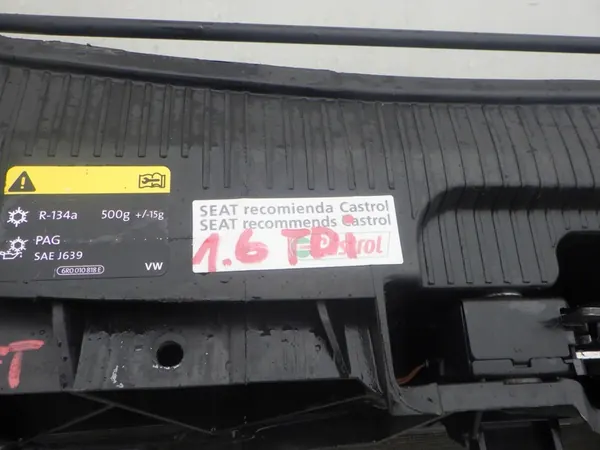 R-134a 500g +/-15g
PAG
SAE J639
6R0 010 818 E
VW
SEAT recomienda Castrol
SEAT recommends Castrol
1.6 TDi
Castrol
T